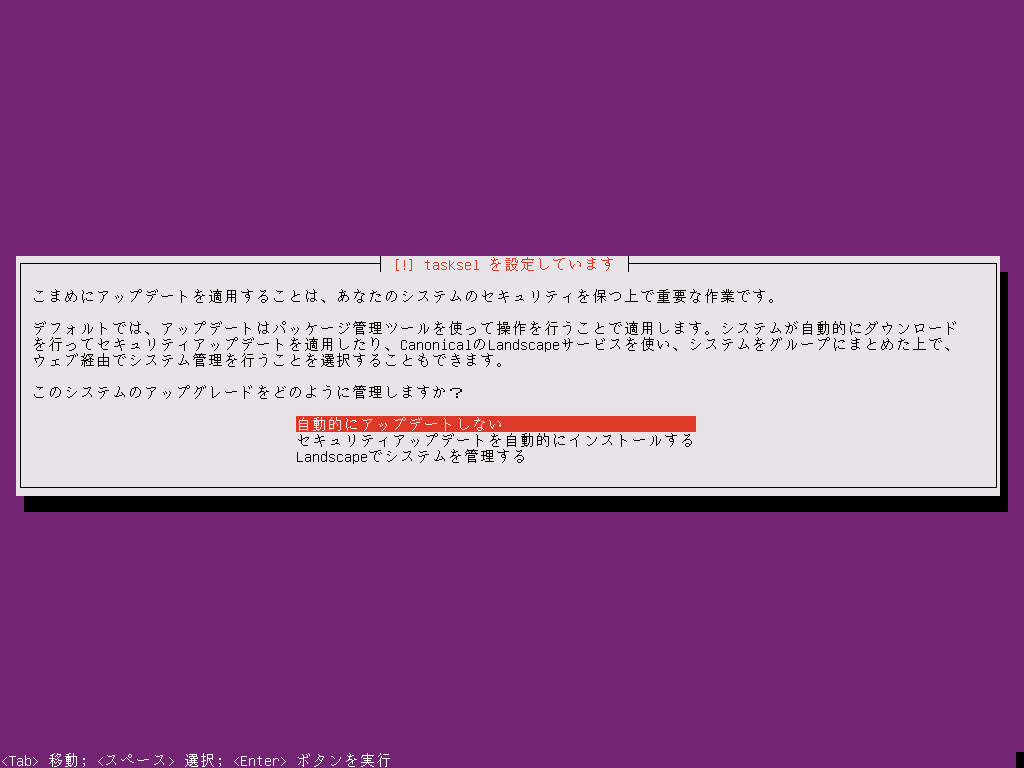 [!] tasksel を設定しています
こまめにアップデートを適用することは、あなたのシステムのセキュリティを保つ上で重要な作業です。
デフォルトでは、アップデートはパッケージ管理ツールを使って操作を行うことで適用します。システムが自動的にダウンロード
を行ってセキュリティアップデートを適用したり、CanonicalのLandscapeサービスを使い、システムをグループにまとめた上で、
ウェブ経由でシステム管理を行うことを選択することもできます。
このシステムのアップグレードをどのように管理しますか？
自動的にアップデートしない
セキュリティアップデートを自動的にインストールする
Landscapeでシステムを管理する
<Tab> 移動; <スペース> 選択; <Enter> ボタンを実行